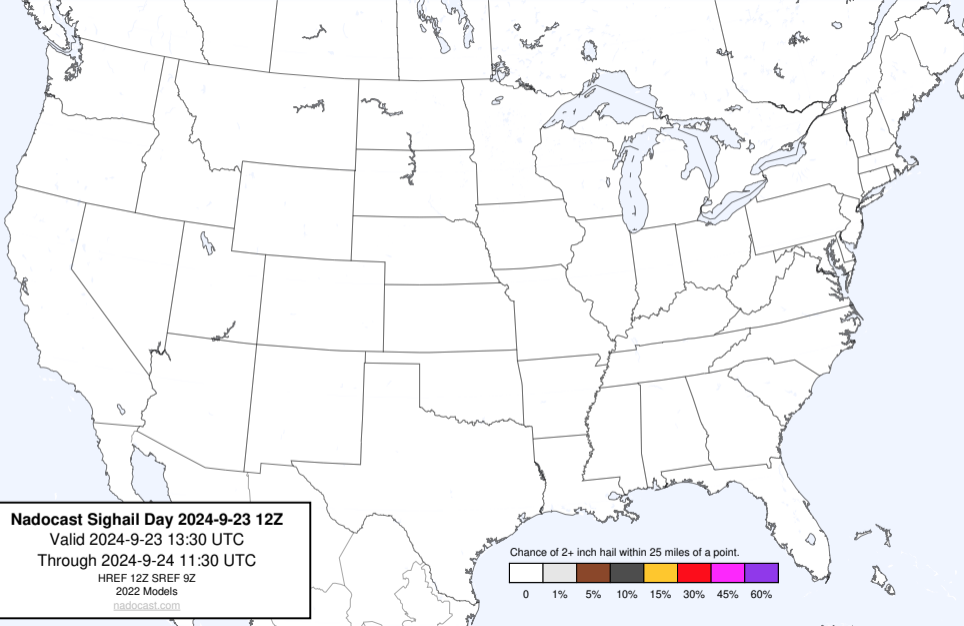 Nadocast Sighail Day 2024-9-23 12Z
Valid 2024-9-23 13:30 UTC
Through 2024-9-24 11:30 UTC
HREF 12Z SREF 9Z
2022 Models
nadocast.com
Chance of 2+ inch hail within 25 miles of a point.
0 1% 5% 10% 15% 30% 45% 60%